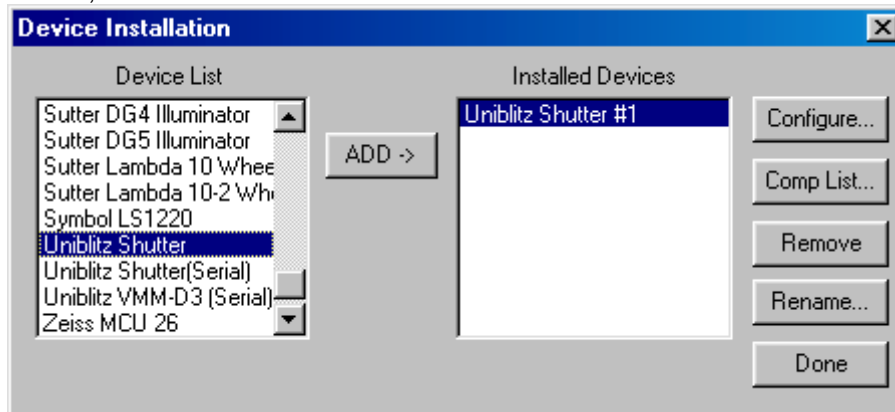 Device Installation
Device List
Installed Devices
Sutter DG4 Illuminator
Sutter DG5 Illuminator
Sutter Lambda 10 Whee
Sutter Lambda 10-2 Wh
Symbol LS1220
Uniblitz Shutter
Uniblitz Shutter(Serial)
Uniblitz VMM-D3 (Serial)
Zeiss MCU 26
ADD ->
Uniblitz Shutter #1
Configure...
Comp List...
Remove
Rename...
Done